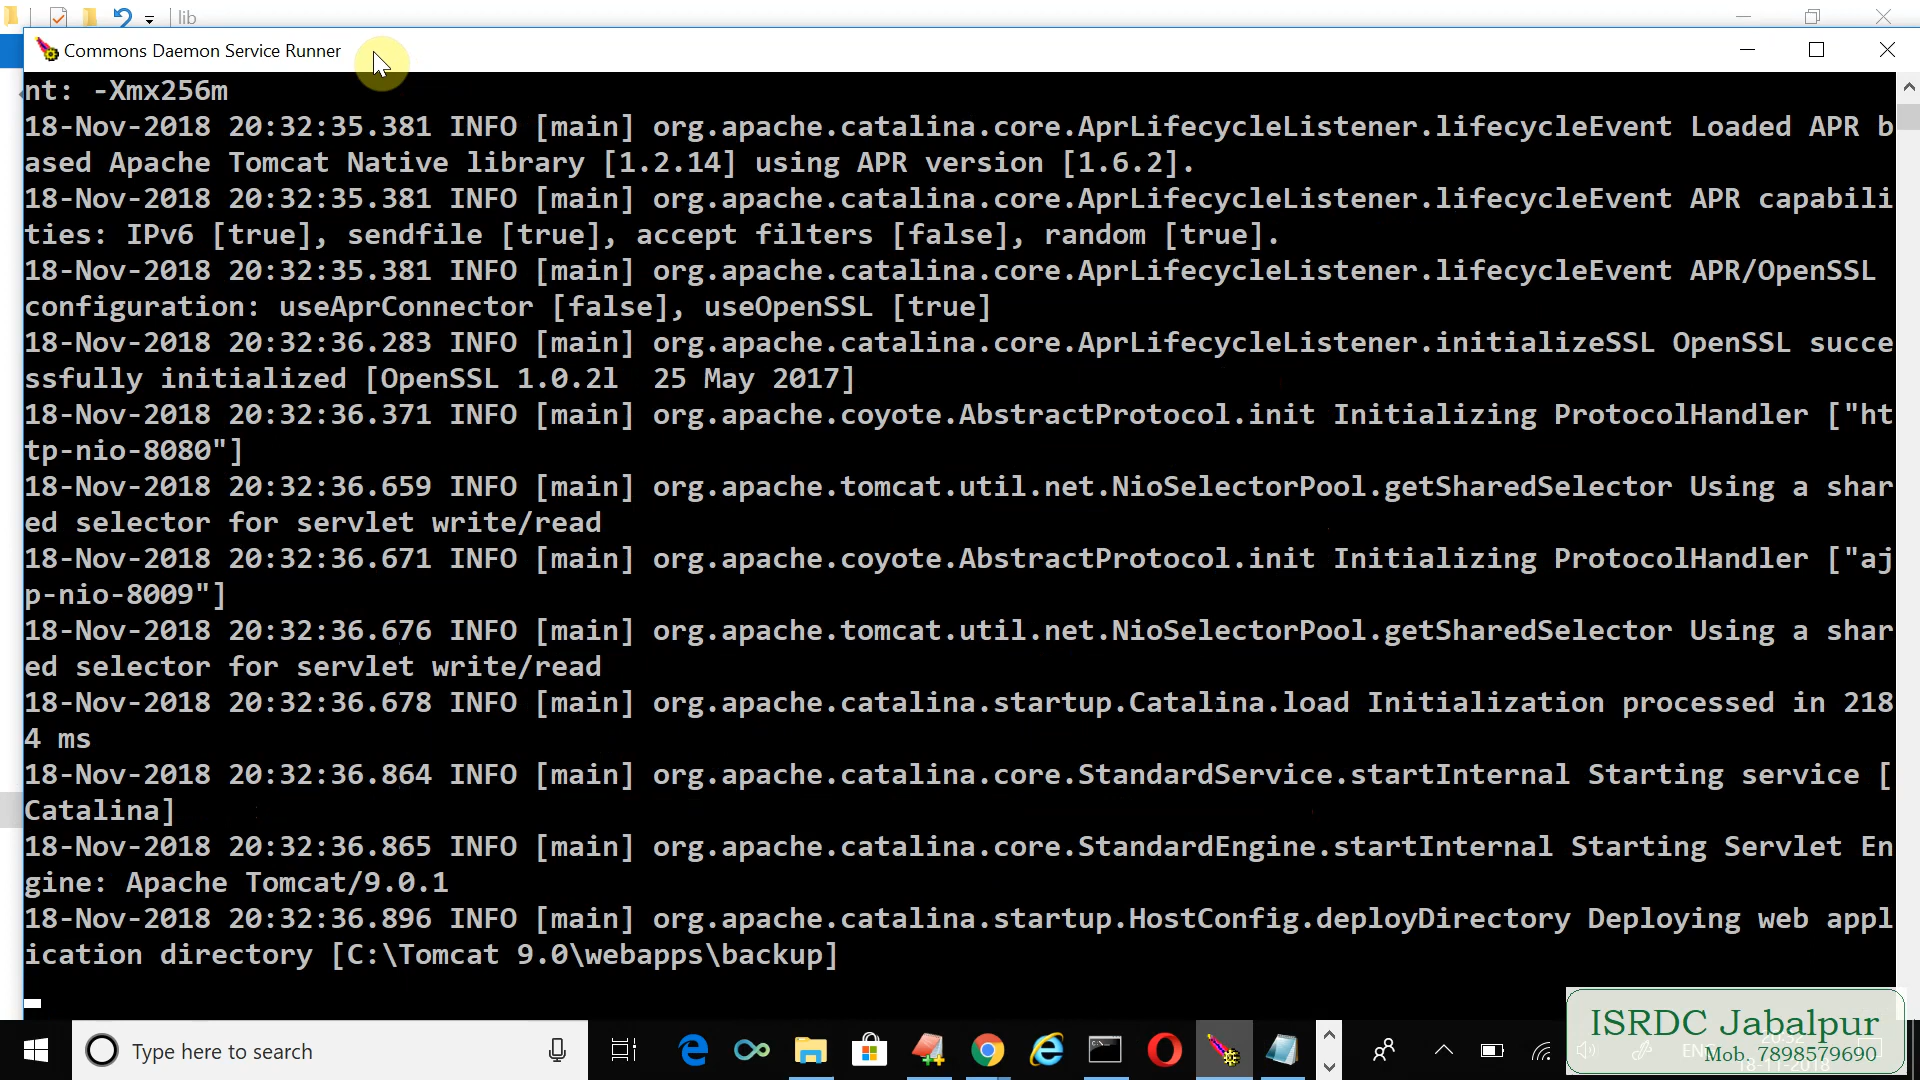 lib
Commons Daemon Service Runner
nt: -Xmx256m
18-Nov-2018 20:32:35.381 INFO [main] org.apache.catalina.core.AprLifecycleListener.lifecycleEvent Loaded APR b
ased Apache Tomcat Native library [1.2.14] using APR version [1.6.2].
18-Nov-2018 20:32:35.381 INFO [main] org.apache.catalina.core.AprLifecycleListener.lifecycleEvent APR capabili
ties: IPv6 [true], sendfile [true], accept filters [false], random [true].
18-Nov-2018 20:32:35.381 INFO [main] org.apache.catalina.core.AprLifecycleListener.lifecycleEvent APR/OpenSSL
configuration: useAprConnector [false], useOpenSSL [true]
18-Nov-2018 20:32:36.283 INFO [main] org.apache.catalina.core.AprLifecycleListener.initializeSSL OpenSSL succe
ssfully initialized [OpenSSL 1.0.2l  25 May 2017]
18-Nov-2018 20:32:36.371 INFO [main] org.apache.coyote.AbstractProtocol.init Initializing ProtocolHandler ["ht
tp-nio-8080"]
18-Nov-2018 20:32:36.659 INFO [main] org.apache.tomcat.util.net.NioSelectorPool.getSharedSelector Using a shar
ed selector for servlet write/read
18-Nov-2018 20:32:36.671 INFO [main] org.apache.coyote.AbstractProtocol.init Initializing ProtocolHandler ["aj
p-nio-8009"]
18-Nov-2018 20:32:36.676 INFO [main] org.apache.tomcat.util.net.NioSelectorPool.getSharedSelector Using a shar
ed selector for servlet write/read
18-Nov-2018 20:32:36.678 INFO [main] org.apache.catalina.startup.Catalina.load Initialization processed in 218
4 ms
18-Nov-2018 20:32:36.864 INFO [main] org.apache.catalina.core.StandardService.startInternal Starting service [
Catalina]
18-Nov-2018 20:32:36.865 INFO [main] org.apache.catalina.core.StandardEngine.startInternal Starting Servlet En
gine: Apache Tomcat/9.0.1
18-Nov-2018 20:32:36.896 INFO [main] org.apache.catalina.startup.HostConfig.deployDirectory Deploying web appl
ication directory [C:\Tomcat 9.0\webapps\backup]
Type here to search
ISRDC Jabalpur
20:32
ENG
Mob. 7898579690
18-11-2018